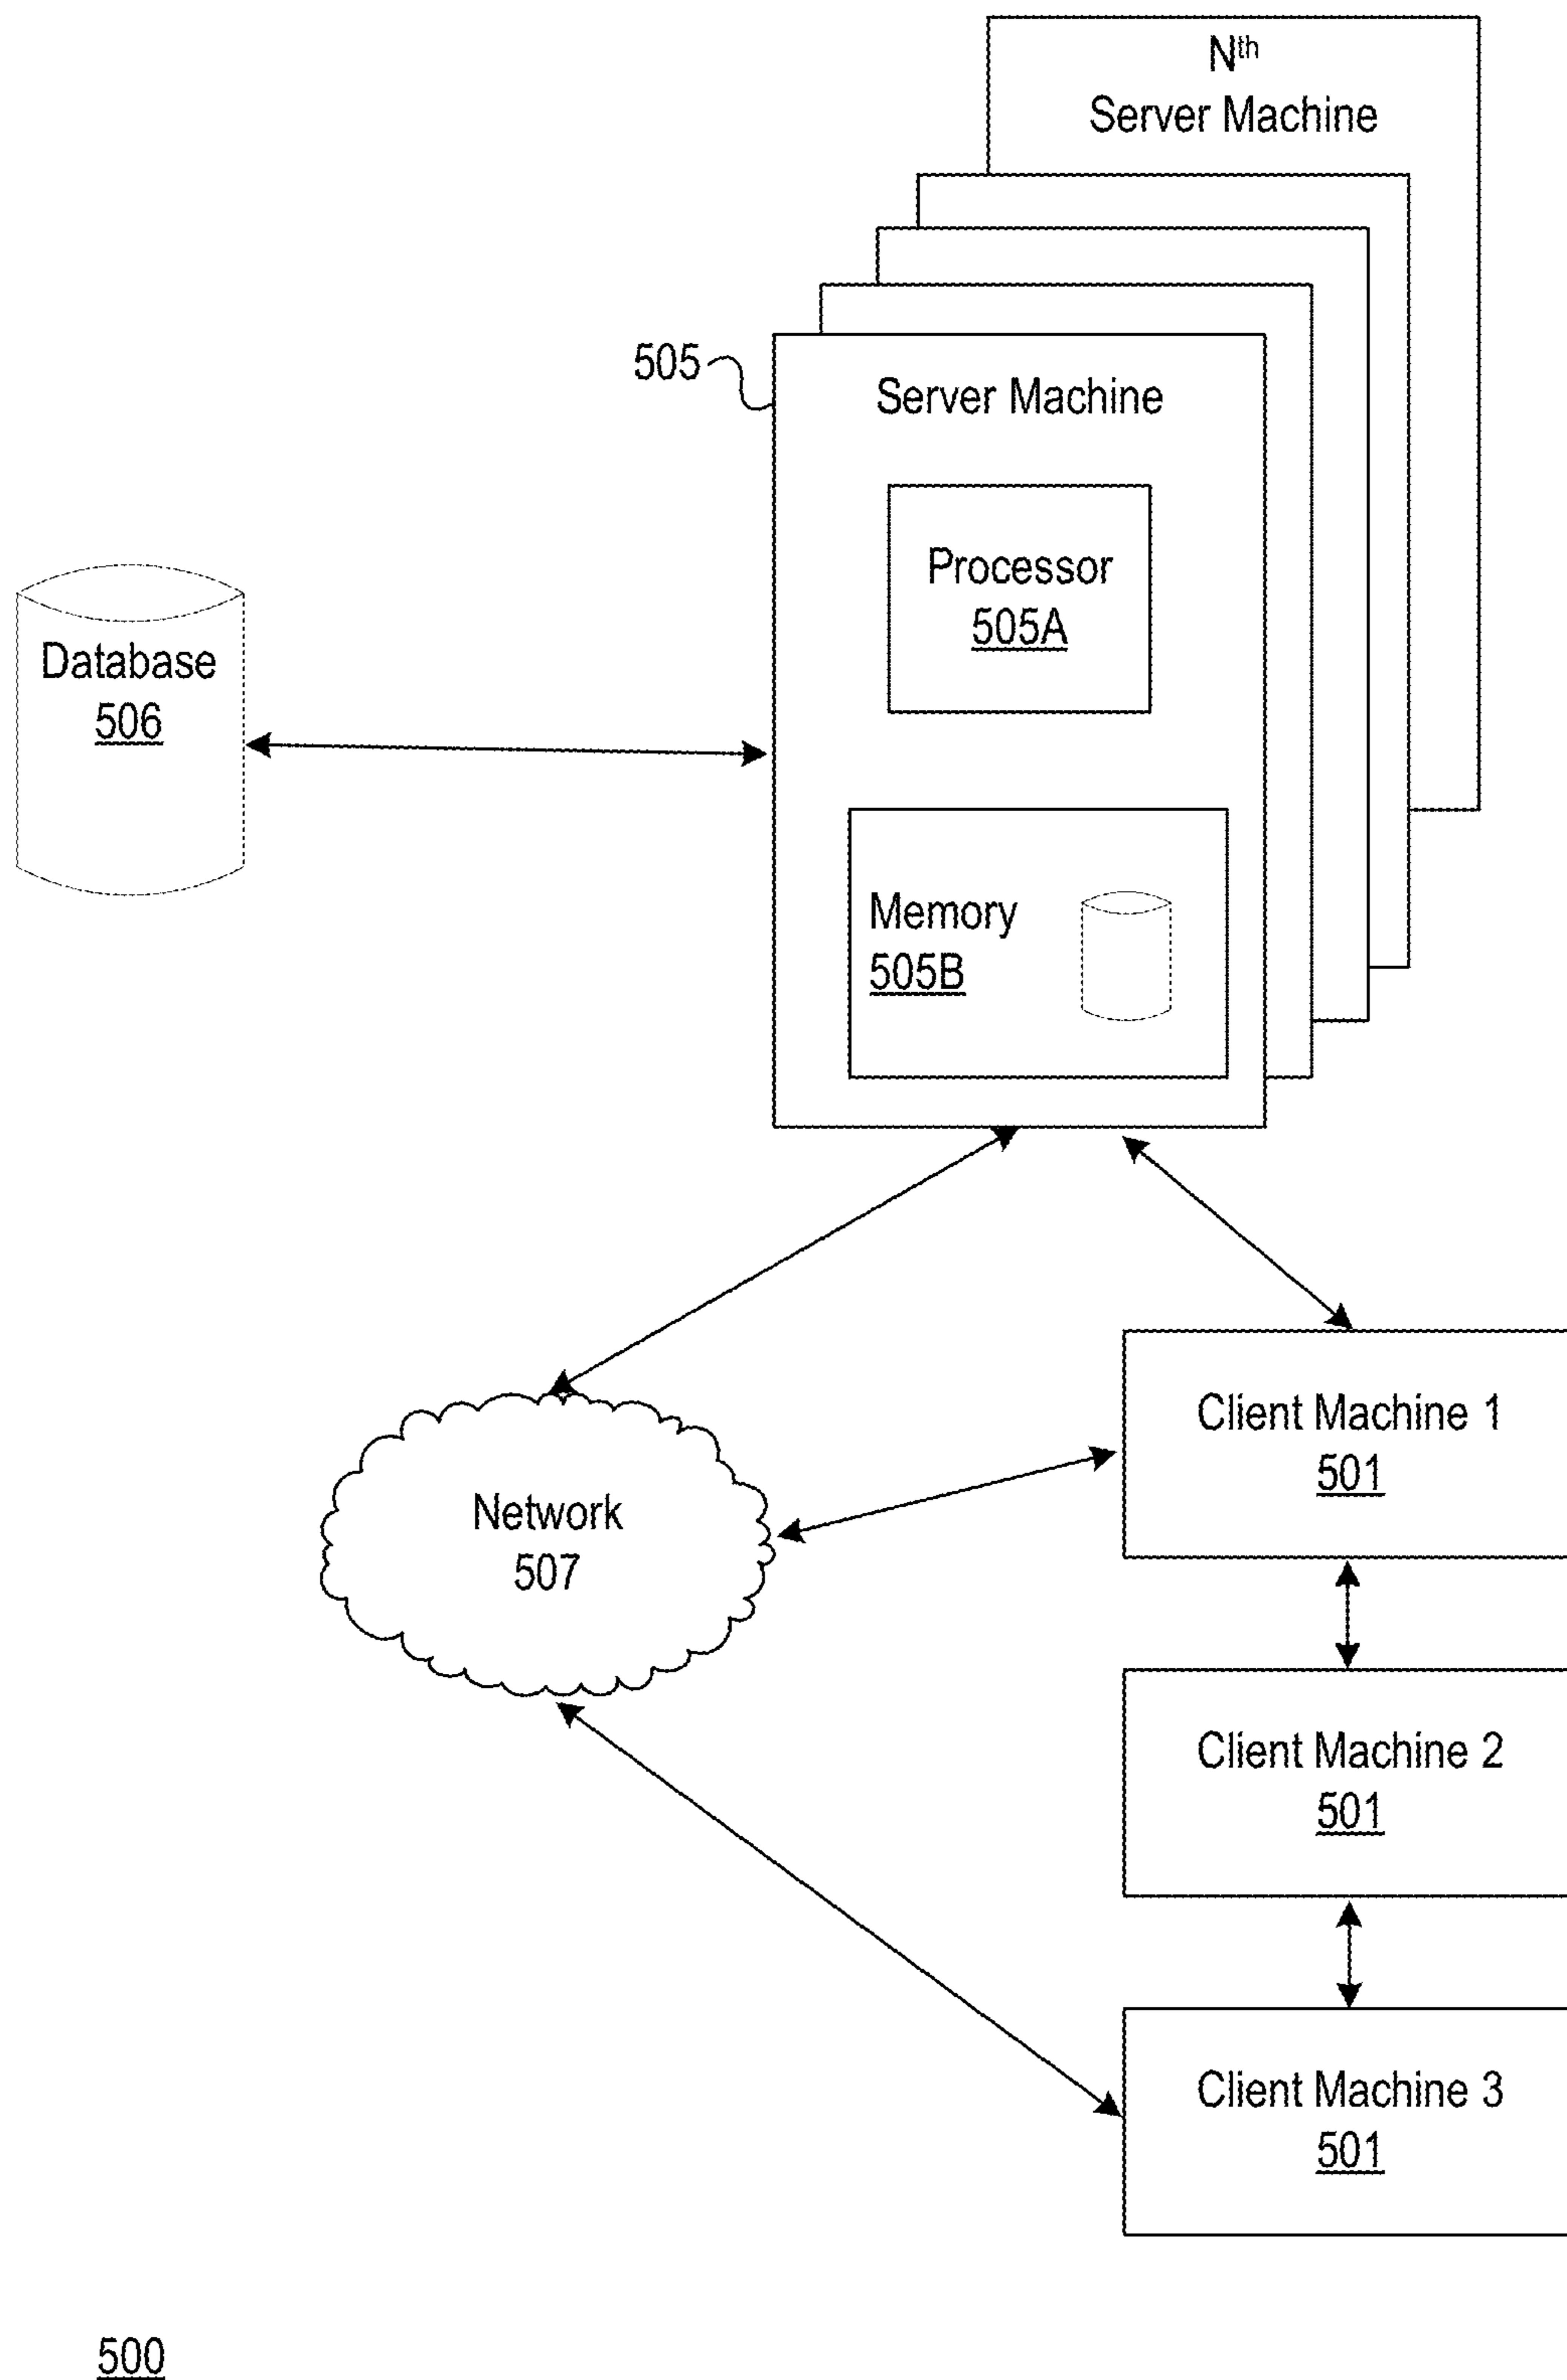 Nth
Server Machine
505
Server Machine
Processor
505A
Database
506
Memory
505B
Client Machine 1
501
Network
507
Client Machine 2
501
Client Machine 3
501
500